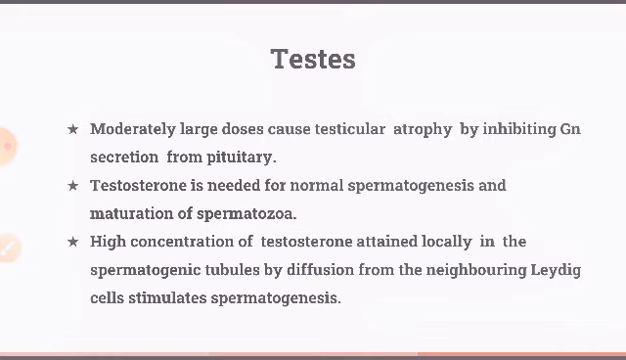 Testes
★ Moderately large doses cause testicular atrophy by inhibiting Gn
secretion from pituitary.
★ Testosterone is needed for normal spermatogenesis and
maturation of spermatozoa.
★ High concentration of testosterone attained locally in the
spermatogenic tubules by diffusion from the neighbouring Leydig
cells stimulates spermatogenesis.